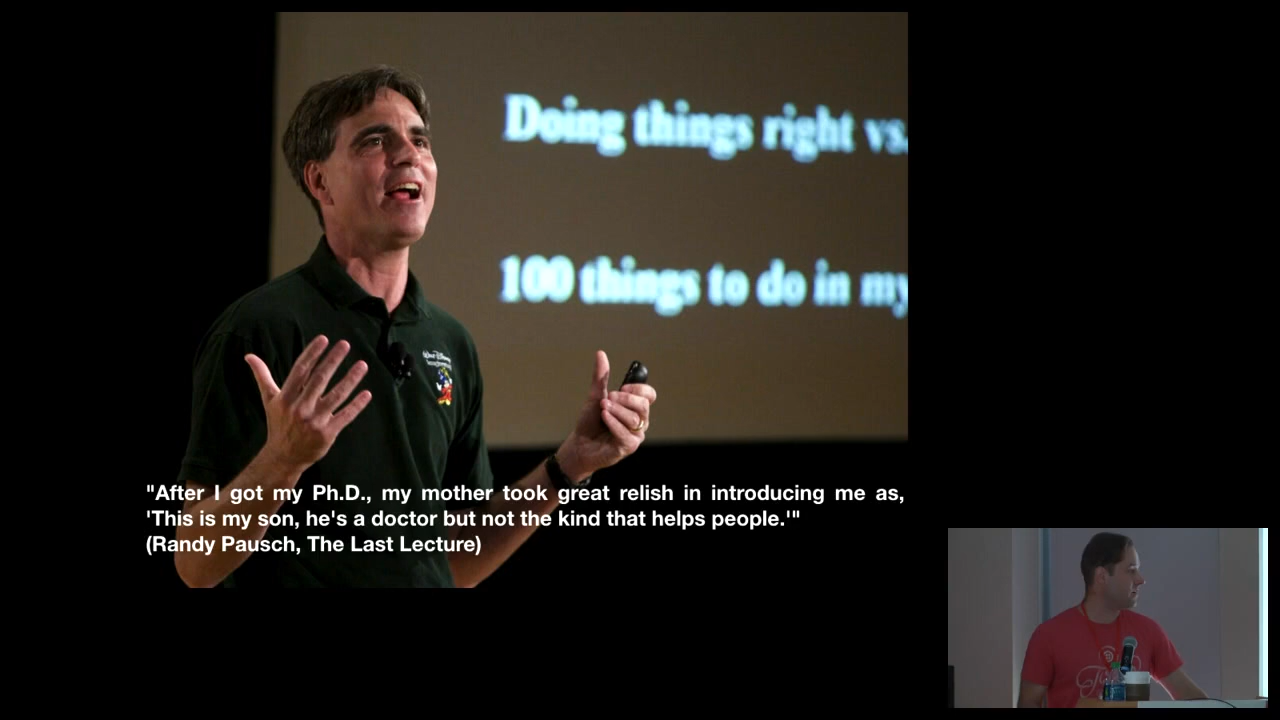 Doing things right vs.
100 things to do in my
Walt Disney
"After I got my Ph.D., my mother took great relish in introducing me as,
'This is my son, he's a doctor but not the kind that helps people.'"
(Randy Pausch, The Last Lecture)